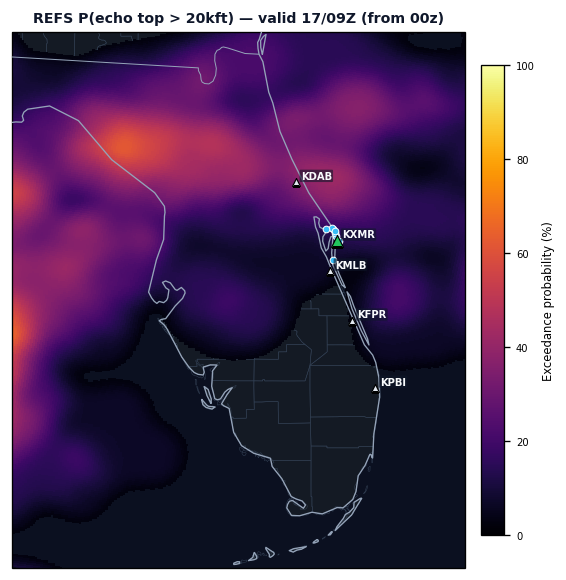 REFS P(echo top > 20kft) — valid 17/09Z (from 00z)
KDAB
KXMR
KMLB
KFPR
KPBI
100
80
60
40
20
0
Exceedance probability (%)